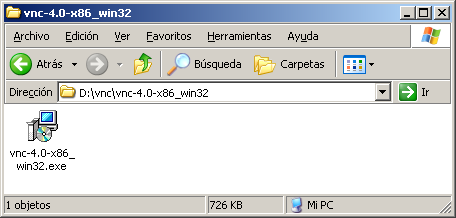 vnc-4.0-x86_win32
Archivo Edición Ver Favoritos Herramientas Ayuda
Atrás Búsqueda Carpetas
Dirección D:\vnc\vnc-4.0-x86_win32 Ir
vnc-4.0-x86_
win32.exe
1 objetos 726 KB Mi PC